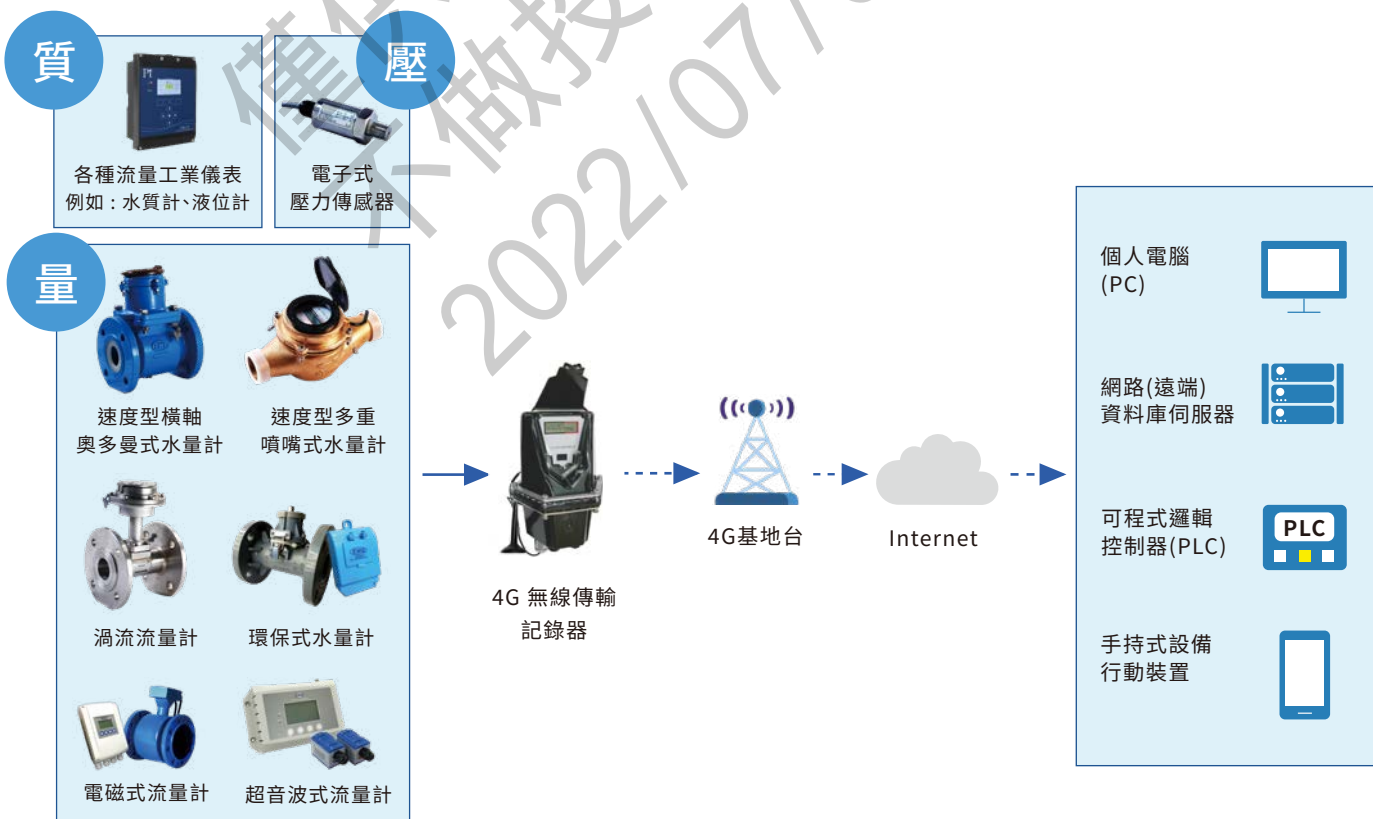 質
壓
各種流量工業儀表
例如：水質計、液位計
電子式
壓力傳感器
量
速度型橫軸
奧多曼式水量計
速度型多重
噴嘴式水量計
渦流流量計
環保式水量計
電磁式流量計
超音波式流量計
4G 無線傳輸
記錄器
4G基地台
Internet
個人電腦
(PC)
網路(遠端)
資料庫伺服器
可程式邏輯
控制器(PLC)
PLC
手持式設備
行動裝置
不做投
2022/07/